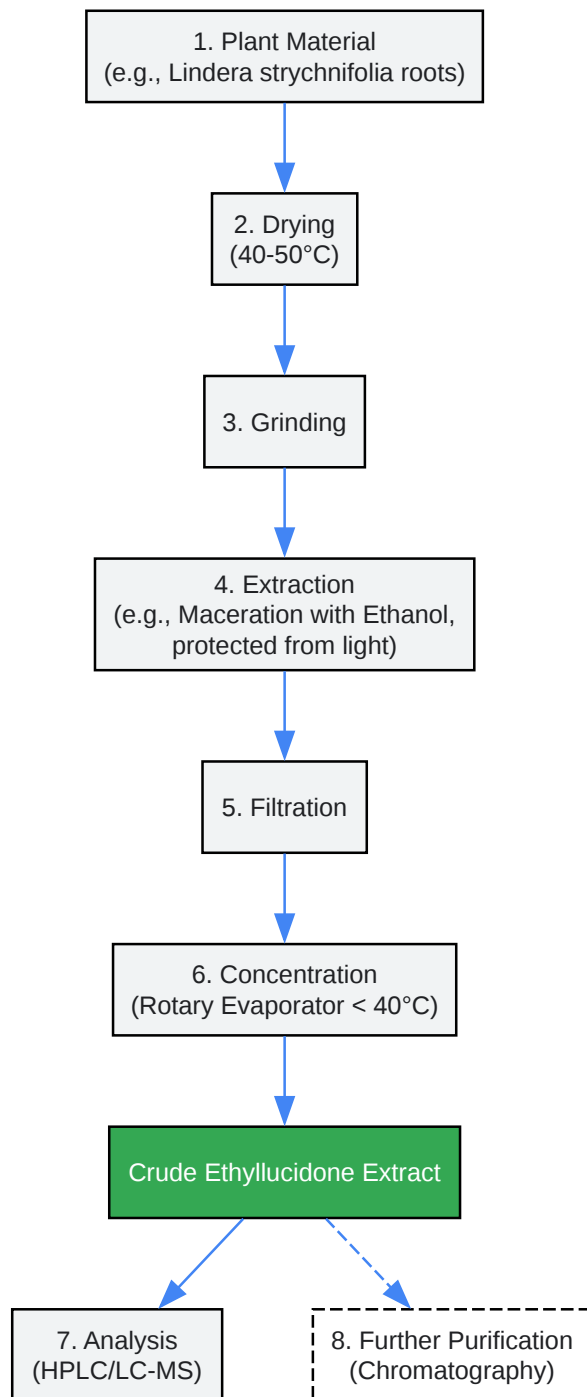 1. Plant Material
(e.g., Lindera strychnifolia roots)
2. Drying
(40-50°C)
3. Grinding
4. Extraction
(e.g., Maceration with Ethanol,
protected from light)
5. Filtration
6. Concentration
(Rotary Evaporator < 40°C)
Crude Ethyllucidone Extract
7. Analysis
(HPLC/LC-MS)
8. Further Purification
(Chromatography)